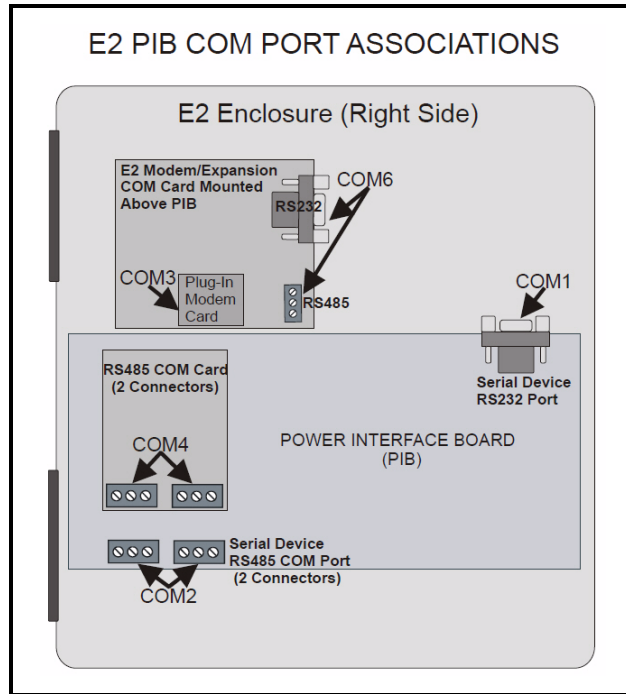 E2 PIB COM PORT ASSOCIATIONS
E2 Enclosure (Right Side)
E2 Modem/Expansion
COM Card Mounted
Above PIB
RS232
COM6
COM3
Plug-In
Modem
Card
RS485
COM1
Serial Device
RS232 Port
RS485 COM Card
(2 Connectors)
COM4
POWER INTERFACE BOARD
(PIB)
Serial Device
RS485 COM Port
(2 Connectors)
COM2